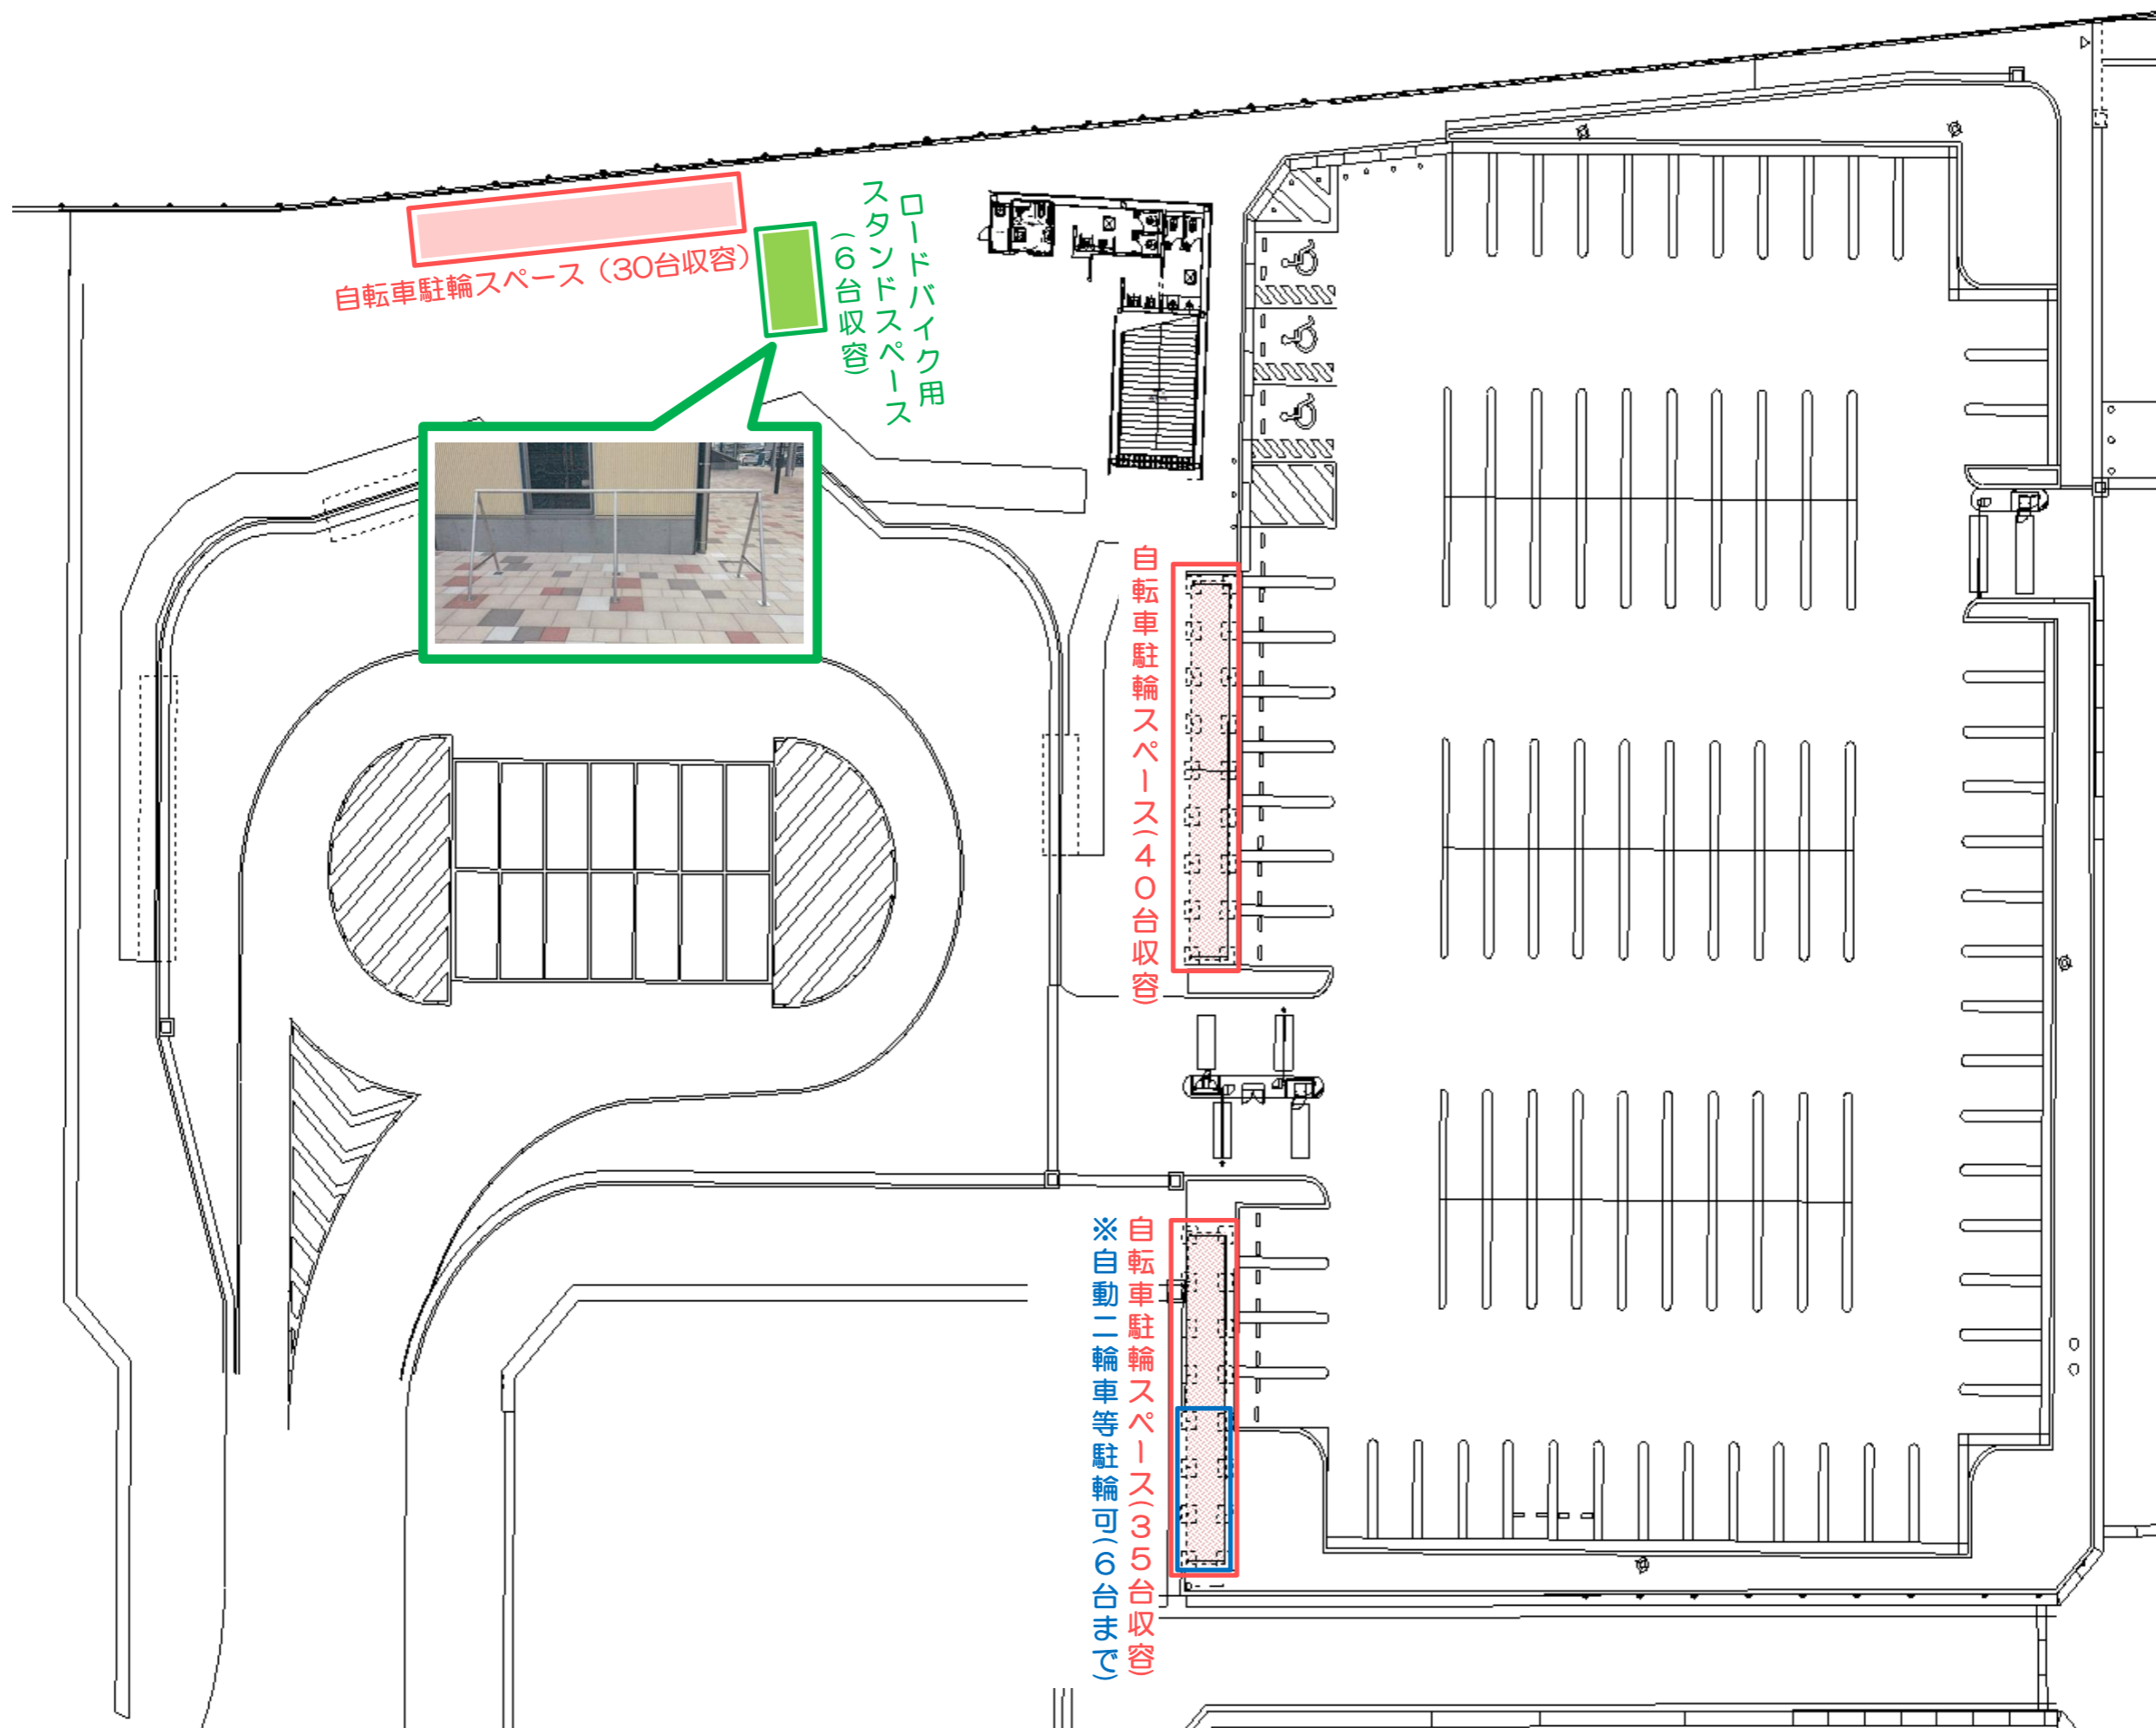 自転車駐輪スペース（30台収容）
ロードバイク用
スタンドスペース
（6台収容）
自転車駐輪スペース（40台収容）
自転車駐輪スペース（35台収容）
※自動二輪車等駐輪可（6台まで）